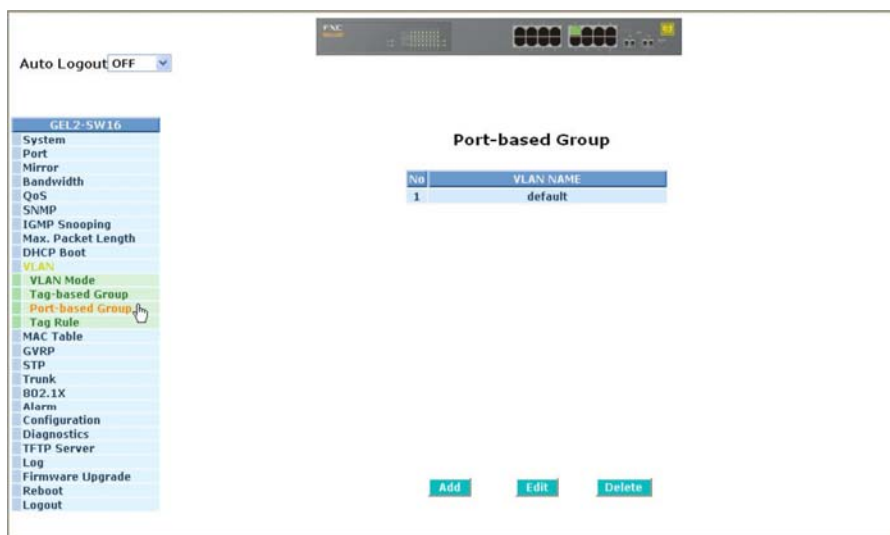 FXC
Auto Logout OFF
GEL2-SW16
System
Port
Mirror
Bandwidth
QoS
SNMP
IGMP Snooping
Max. Packet Length
DHCP Boot
VLAN
VLAN Mode
Tag-based Group
Port-based Group
Tag Rule
MAC Table
GVRP
STP
Trunk
802.1X
Alarm
Configuration
Diagnostics
TFTP Server
Log
Firmware Upgrade
Reboot
Logout
Port-based Group
No VLAN NAME
1 default
Add Edit Delete